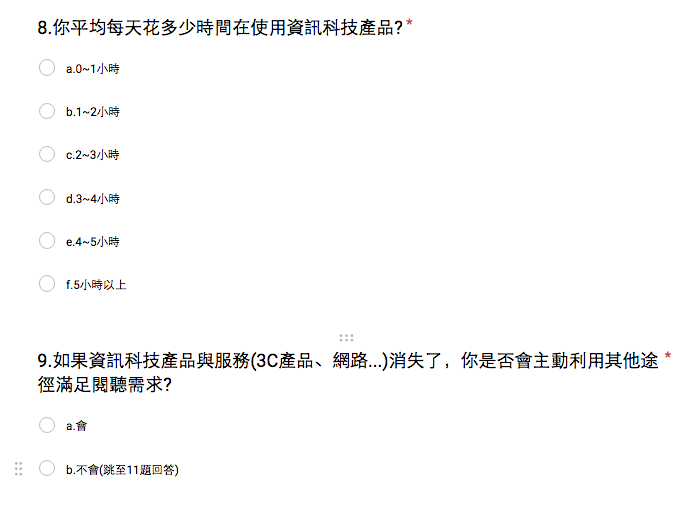 8.你平均每天花多少時間在使用資訊科技產品?*
a.0~1小時
b.1~2小時
c.2~3小時
d.3~4小時
e.4~5小時
f.5小時以上
9.如果資訊科技產品與服務(3C產品、網路...)消失了，你是否會主動利用其他途*
徑滿足閱聽需求?
a.會
b.不會(跳至11題回答)